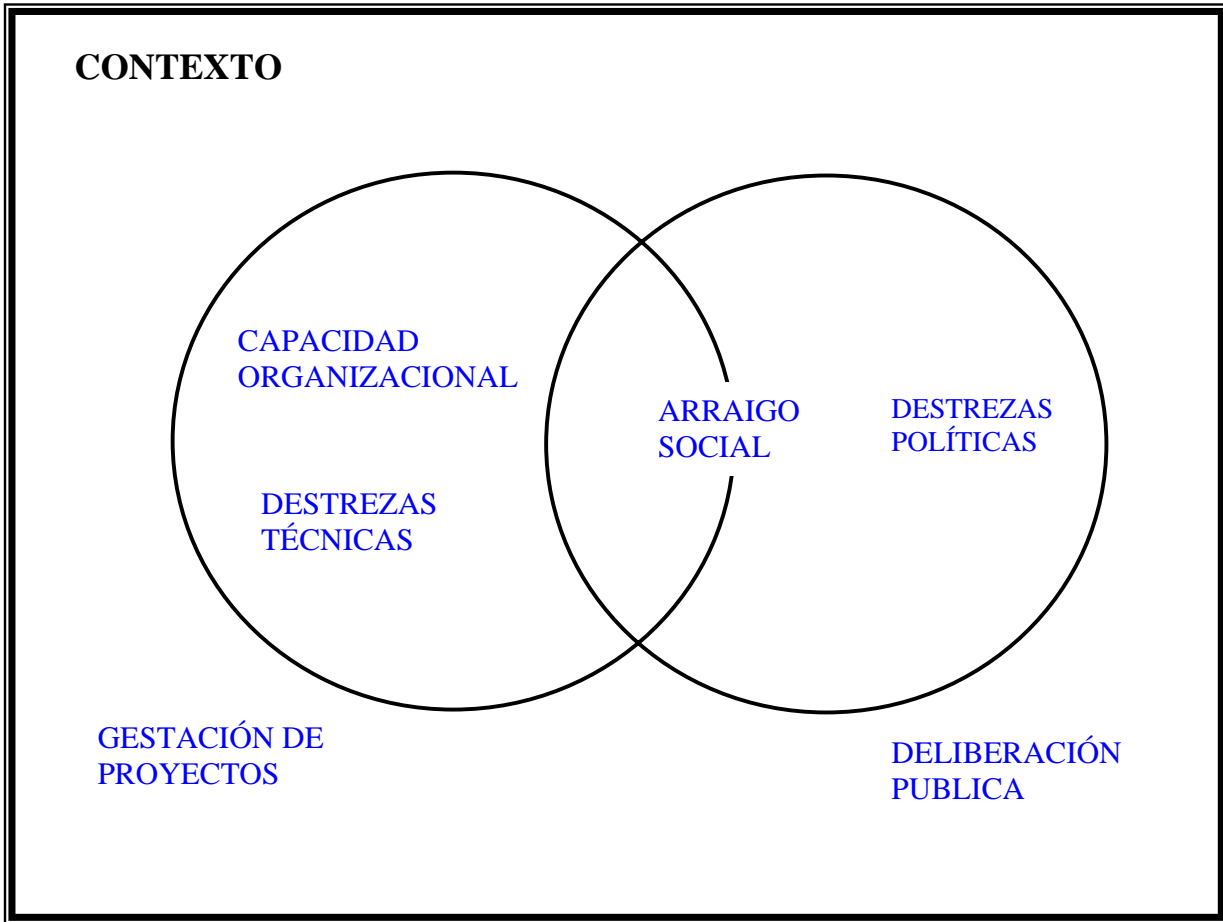 CONTEXTO
CAPACIDAD
ORGANIZACIONAL
ARRAIGO
SOCIAL
DESTREZAS
POLÍTICAS
DESTREZAS
TÉCNICAS
GESTACIÓN DE
PROYECTOS
DELIBERACIÓN
PUBLICA